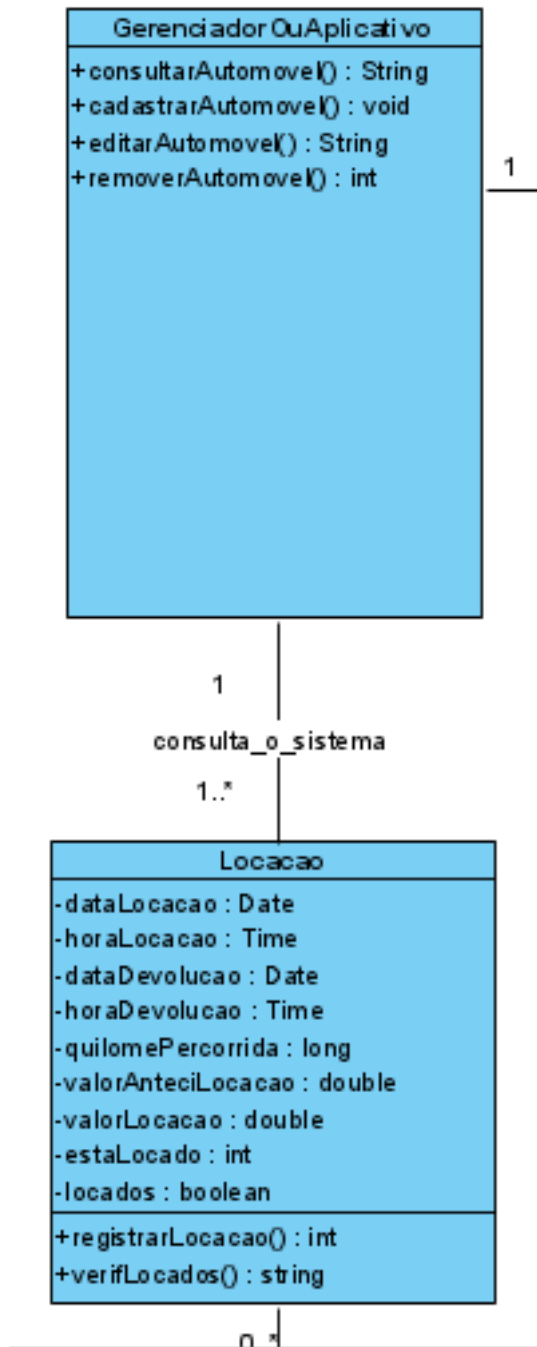 GerenciadorOuAplicativo
+consultarAutomovel() : String
+cadastrarAutomovel() : void
+editarAutomovel() : String
+removerAutomovel() : int
1
1
consulta_o_sistema
1..*
Locacao
-dataLocacao : Date
-horaLocacao : Time
-dataDevolucao : Date
-horaDevolucao : Time
-quilomePercorrida : long
-valorAnteciLocacao : double
-valorLocacao : double
-estaLocado : int
-locados : boolean
+registrarLocacao() : int
+verifLocados() : string
0..*